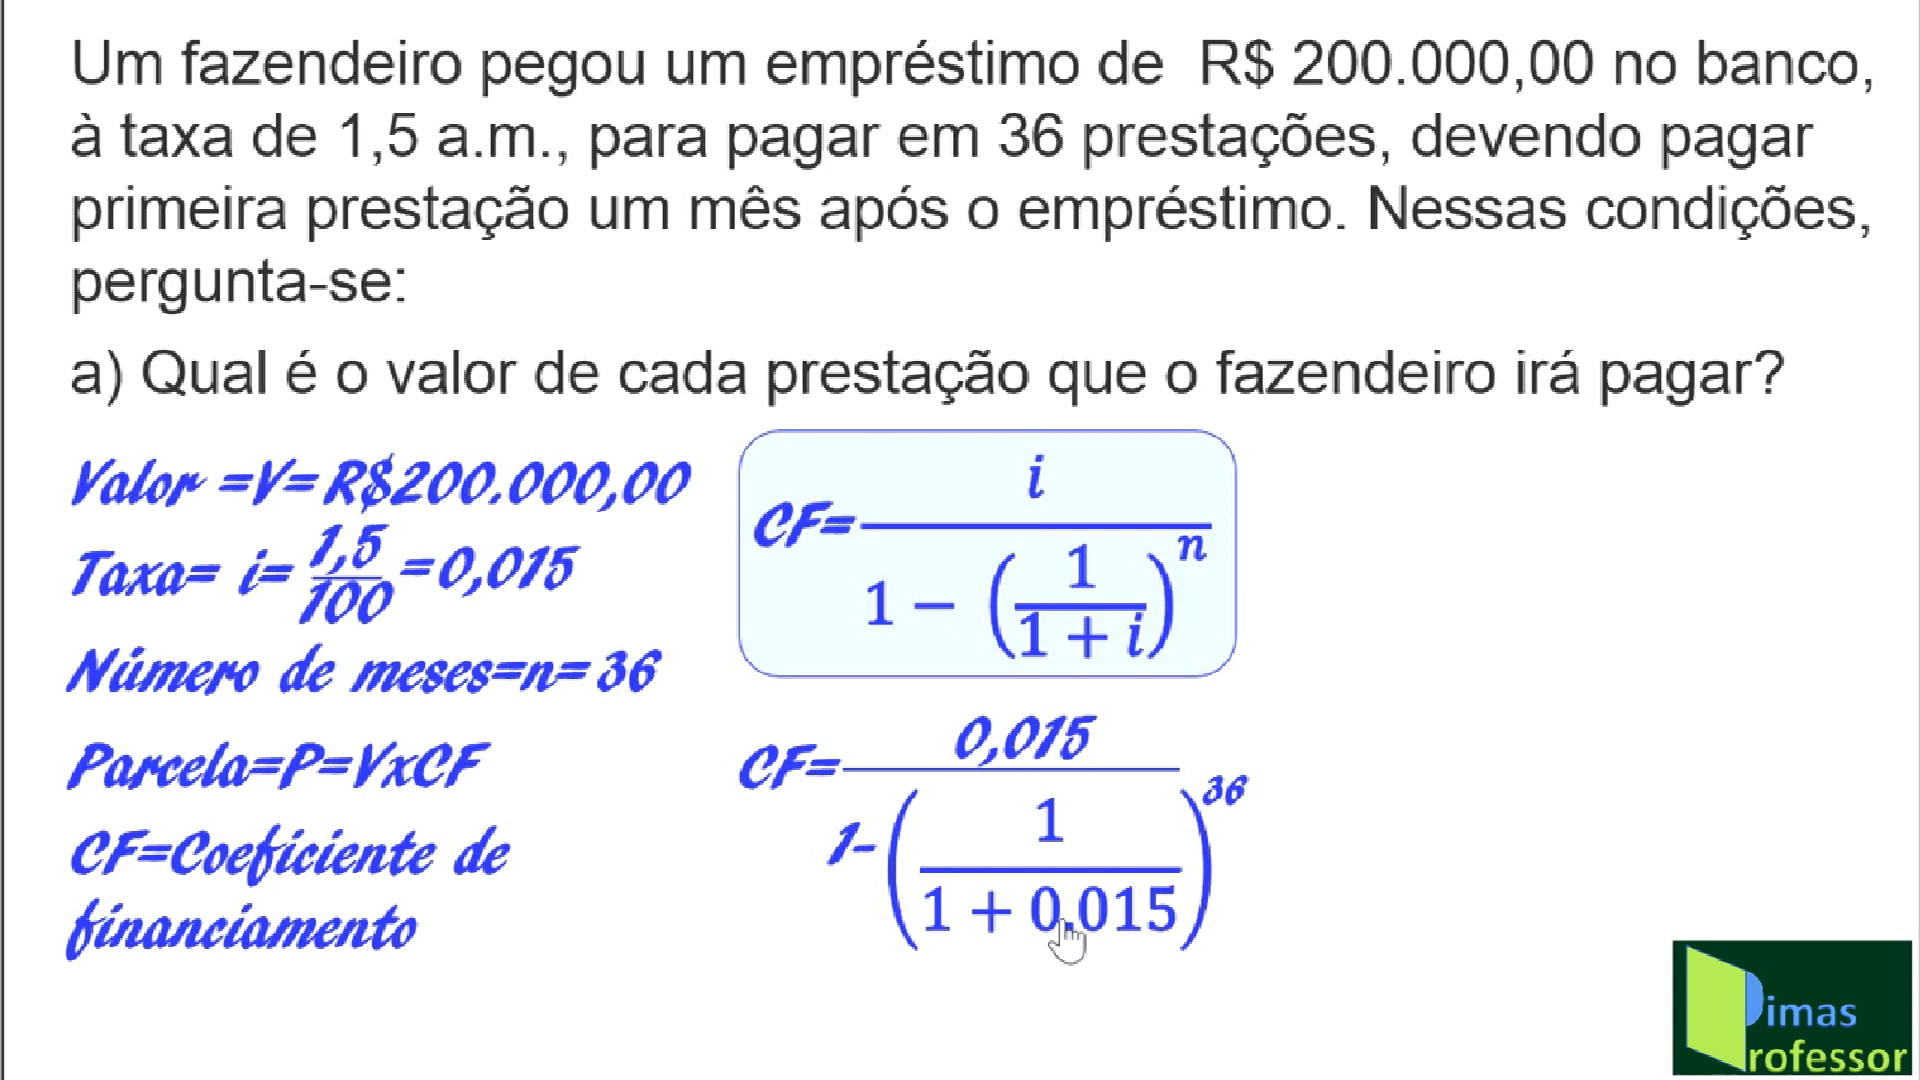 Um fazendeiro pegou um empréstimo de R$ 200.000,00 no banco,
à taxa de 1,5 a.m., para pagar em 36 prestações, devendo pagar
primeira prestação um mês após o empréstimo. Nessas condições,
pergunta-se:
a) Qual é o valor de cada prestação que o fazendeiro irá pagar?
Valor =V= R$200.000,00
Taxa= i= 1,5/100 =0,015
Número de meses=n= 36
Parcela=P=VxCF
CF=Coeficiente de
financiamento
CF= i / 1 − (1 / 1 + i)^n
CF= 0,015 / 1- (1 / 1 + 0.015)^36
Dimas
rofessor